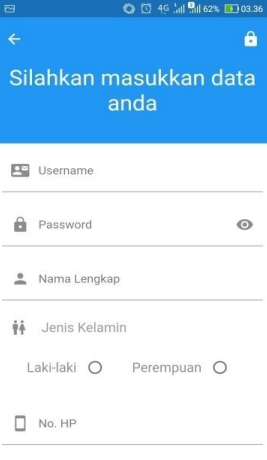 4G 62% 03.36
Silahkan masukkan data
anda
Username
Password
Nama Lengkap
Jenis Kelamin
Laki-laki Perempuan
No. HP